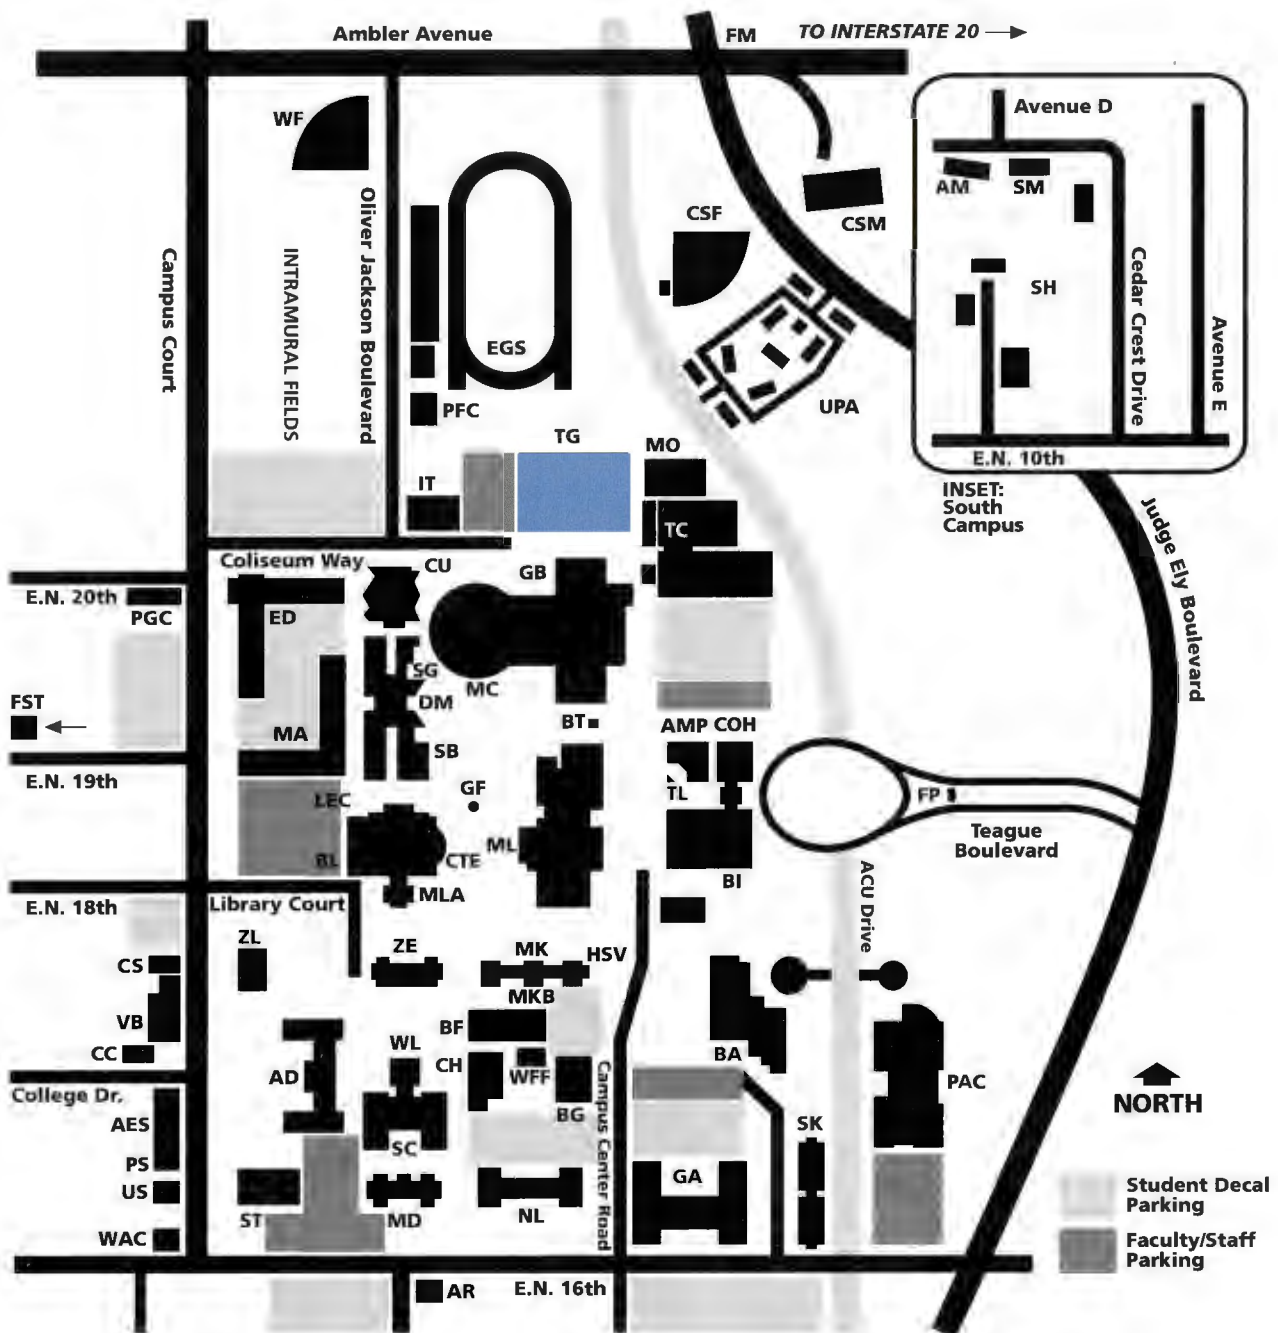 Ambler Avenue
FM
TO INTERSTATE 20
WF
Oliver Jackson Boulevard
Campus Court
INTRAMURAL FIELDS
EGS
PFC
CSF
CSM
UPA
Avenue D
AM
SM
SH
Cedar Crest Drive
Avenue E
E.N. 10th
INSET:
South
Campus
Judge Ely Boulevard
TG
MO
IT
TC
Coliseum Way
CU
GB
E.N. 20th
PGC
ED
SG
MC
DM
FST
MA
BT
AMP
COH
SB
E.N. 19th
LEC
GF
TL
FP
Teague
Boulevard
BL
CTE
ML
BI
MLA
ACU Drive
E.N. 18th
Library Court
ZL
ZE
MK
HSV
CS
MKB
VB
BF
WL
CC
CH
WFF
BA
AD
BG
PAC
College Dr.
Campus Center Road
NORTH
AES
SK
SC
PS
GA
US
ST
MD
NL
WAC
Student Decal
Parking
Faculty/Staff
Parking
AR
E.N. 16th